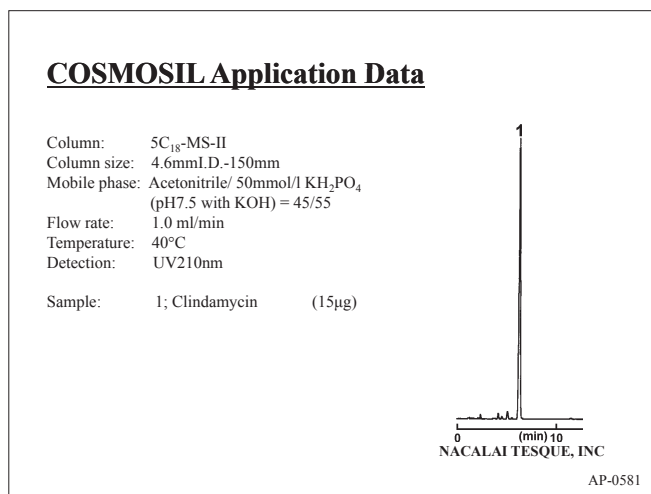 COSMOSIL Application Data
Column: 5C18-MS-II
Column size: 4.6mmI.D.-150mm
Mobile phase: Acetonitrile/ 50mmol/l KH2PO4
(pH7.5 with KOH) = 45/55
Flow rate: 1.0 ml/min
Temperature: 40°C
Detection: UV210nm
Sample: 1; Clindamycin (15μg)
1
0 (min) 10
NACALAI TESQUE, INC
AP-0581